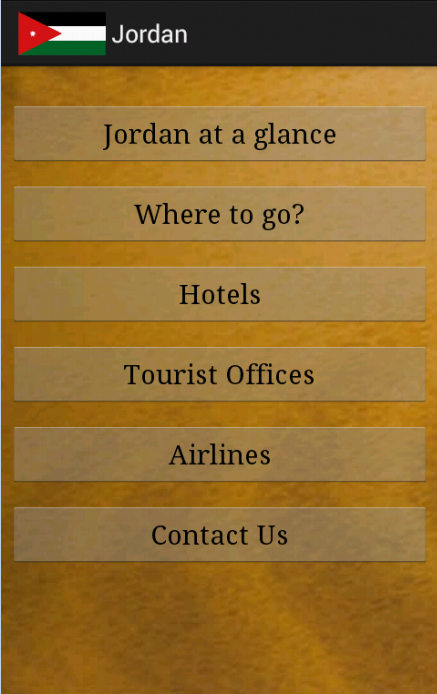 Jordan
Jordan at a glance
Where to go?
Hotels
Tourist Offices
Airlines
Contact Us